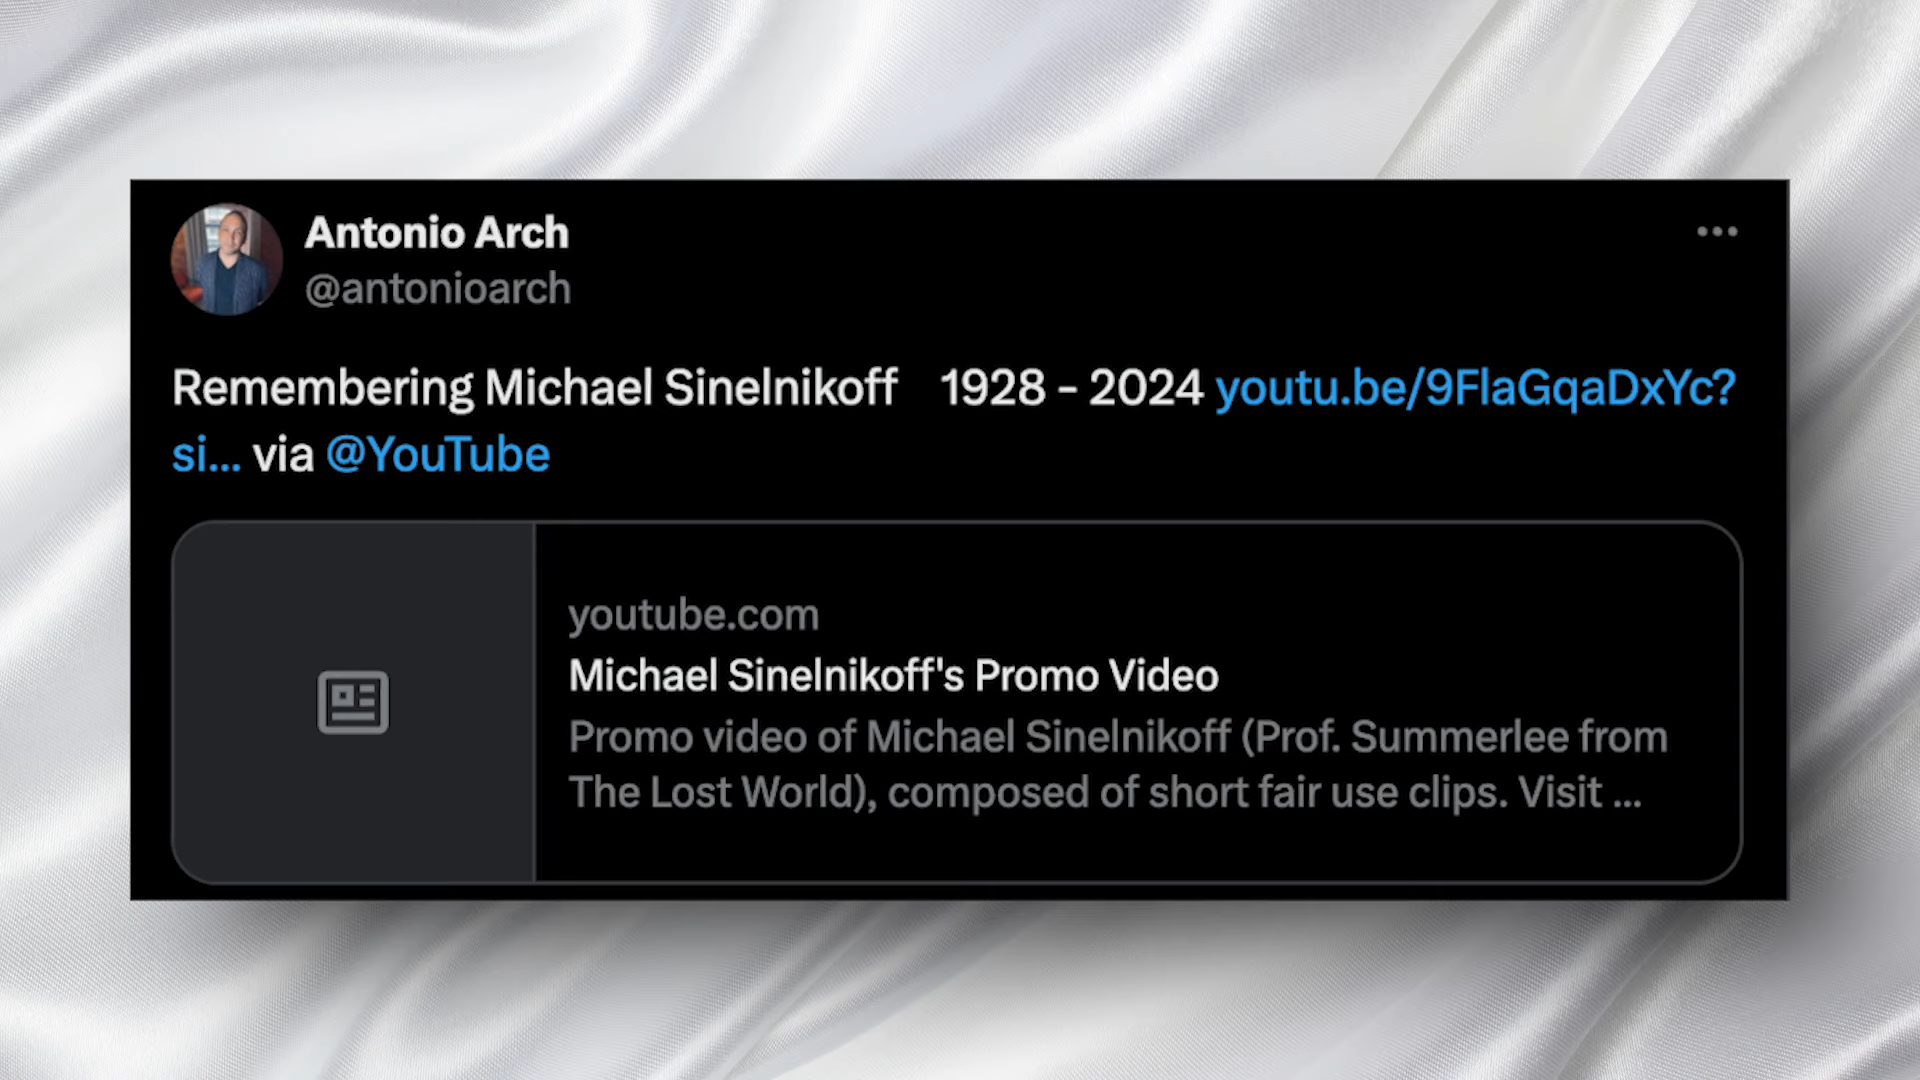 Antonio Arch
@antonioarch
Remembering Michael Sinelnikoff 1928 - 2024 youtu.be/9FlaGqaDxYc?
si... via @YouTube
youtube.com
Michael Sinelnikoff's Promo Video
Promo video of Michael Sinelnikoff (Prof. Summerlee from
The Lost World), composed of short fair use clips. Visit ...